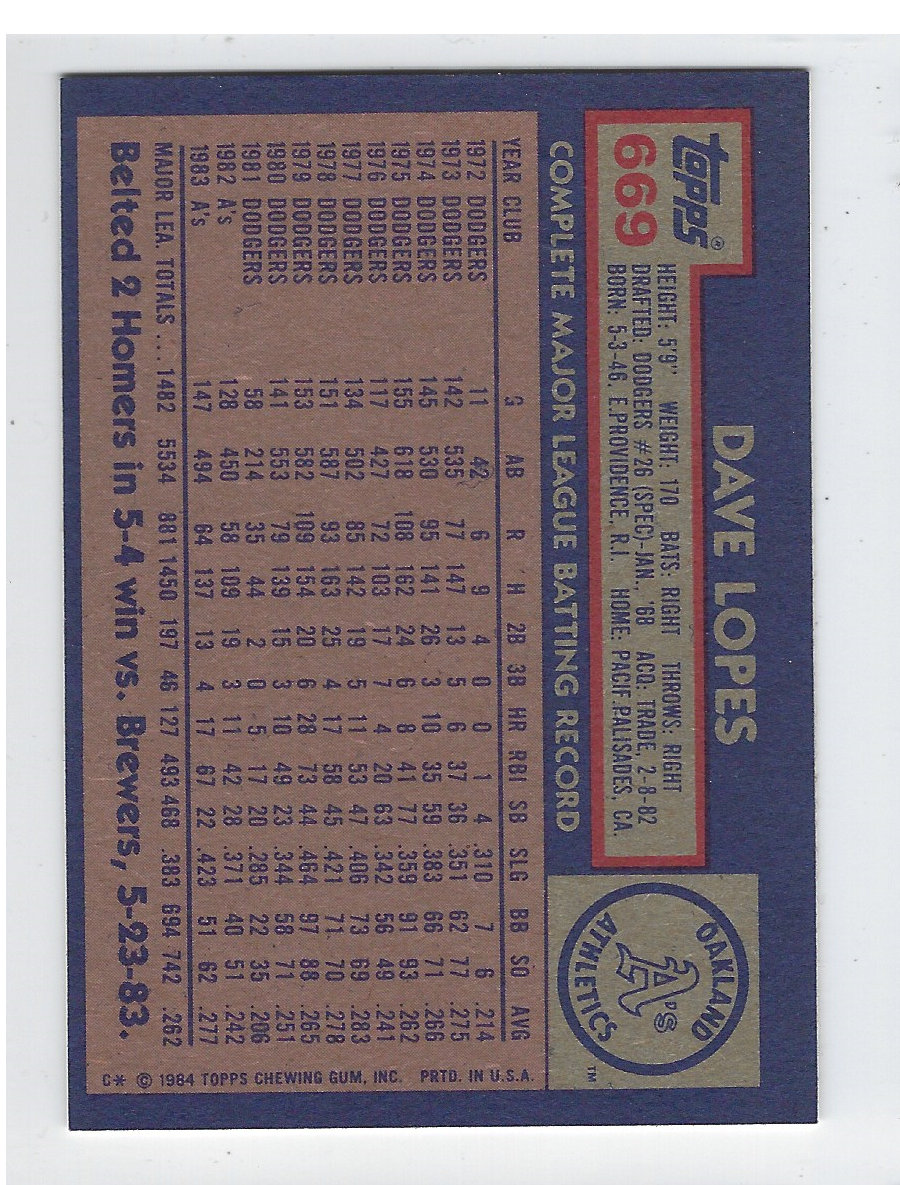 topps®
669
DAVE LOPES
HEIGHT: 5'9" WEIGHT: 170 BATS: RIGHT THROWS: RIGHT
DRAFTED: DODGERS #26 (SPEC)-JAN., '68 ACQ: TRADE, 2-8-82
BORN: 5-3-46, E.PROVIDENCE, R.I. HOME: PACIF.PALISADES, CA.
OAKLAND
A's
ATHLETICS
TM
COMPLETE MAJOR LEAGUE BATTING RECORD
YEAR CLUB G AB R H 2B 3B HR RBI SB SLG BB SO AVG
1972 DODGERS 11 42 6 9 4 0 0 1 4 .310 7 6 .214
1973 DODGERS 142 535 77 147 13 5 6 37 36 .351 62 77 .275
1974 DODGERS 145 530 95 141 26 3 10 35 59 .383 66 71 .266
1975 DODGERS 155 618 108 162 24 6 8 41 77 .359 91 93 .262
1976 DODGERS 117 427 72 103 17 7 4 20 63 .342 56 49 .241
1977 DODGERS 134 502 85 142 19 5 11 53 47 .406 73 69 .283
1978 DODGERS 151 587 93 163 25 4 17 58 45 .421 71 70 .278
1979 DODGERS 153 582 109 154 20 6 28 73 44 .464 97 88 .265
1980 DODGERS 141 553 79 139 15 3 10 49 23 .344 58 71 .251
1981 DODGERS 58 214 35 44 2 0 5 17 20 .285 22 35 .206
1982 A's 128 450 58 109 19 3 11 42 28 .371 40 51 .242
1983 A's 147 494 64 137 13 4 17 67 22 .423 51 62 .277
MAJOR LEA. TOTALS ... 1482 5534 881 1450 197 46 127 493 468 .383 694 742 .262
Belted 2 Homers in 5-4 win vs. Brewers, 5-23-83.
C* © 1984 TOPPS CHEWING GUM, INC. PRTD. IN U.S.A.